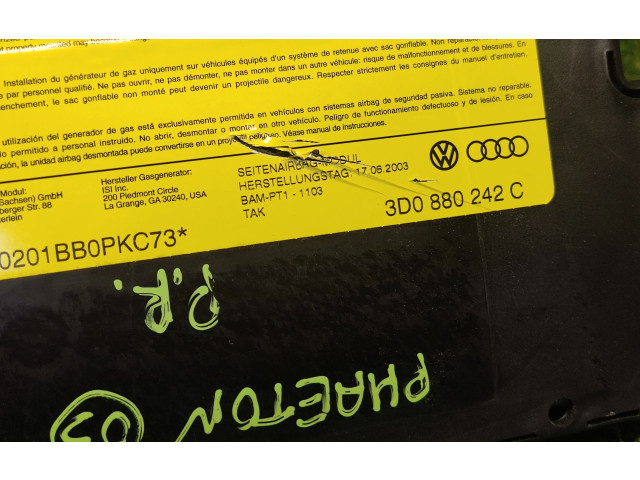 property mounted may
Installation du générateur de gaz uniquement sur véhicules équipés d'un système de retenue avec sac gonflable. Non permis sur
par personnel qualifié. Ne pas ouvrir, ne pas démonter, ne pas monter dans un autre véhicule: risque de malfonctionnement et de blessures. En
enchement, le sac gonflable non monté peut devenir un projectile dangereux. Respecter strictement les consignes du manuel d'entretien.
utilización del generador de gas está exclusivamente permitida en vehículos con sistemas airbag de seguridad pasiva. Sistema no reparable.
permitido a personal instruido. No abrir, desmontar o montar en otro vehículo. Peligro de funcionamiento defectuoso y de lesión. En
la unidad airbag desmontada puede convertirse en un projectil peligroso. Véase manual de instrucciones.
Modul:
Sachsen) GmbH
berger Str. 88
erlein
Hersteller Gasgenerator:
ISI Inc.
200 Piedmont Circle
La Grange, GA 30240, USA
SEITENAIRBAG-MODUL
HERSTELLUNGSTAG: 17.06.2003
BAM-PT1 - 1103
TAK
3D0 880 242 C
0201BB0PKC73*
P.P.
PHAETON 03